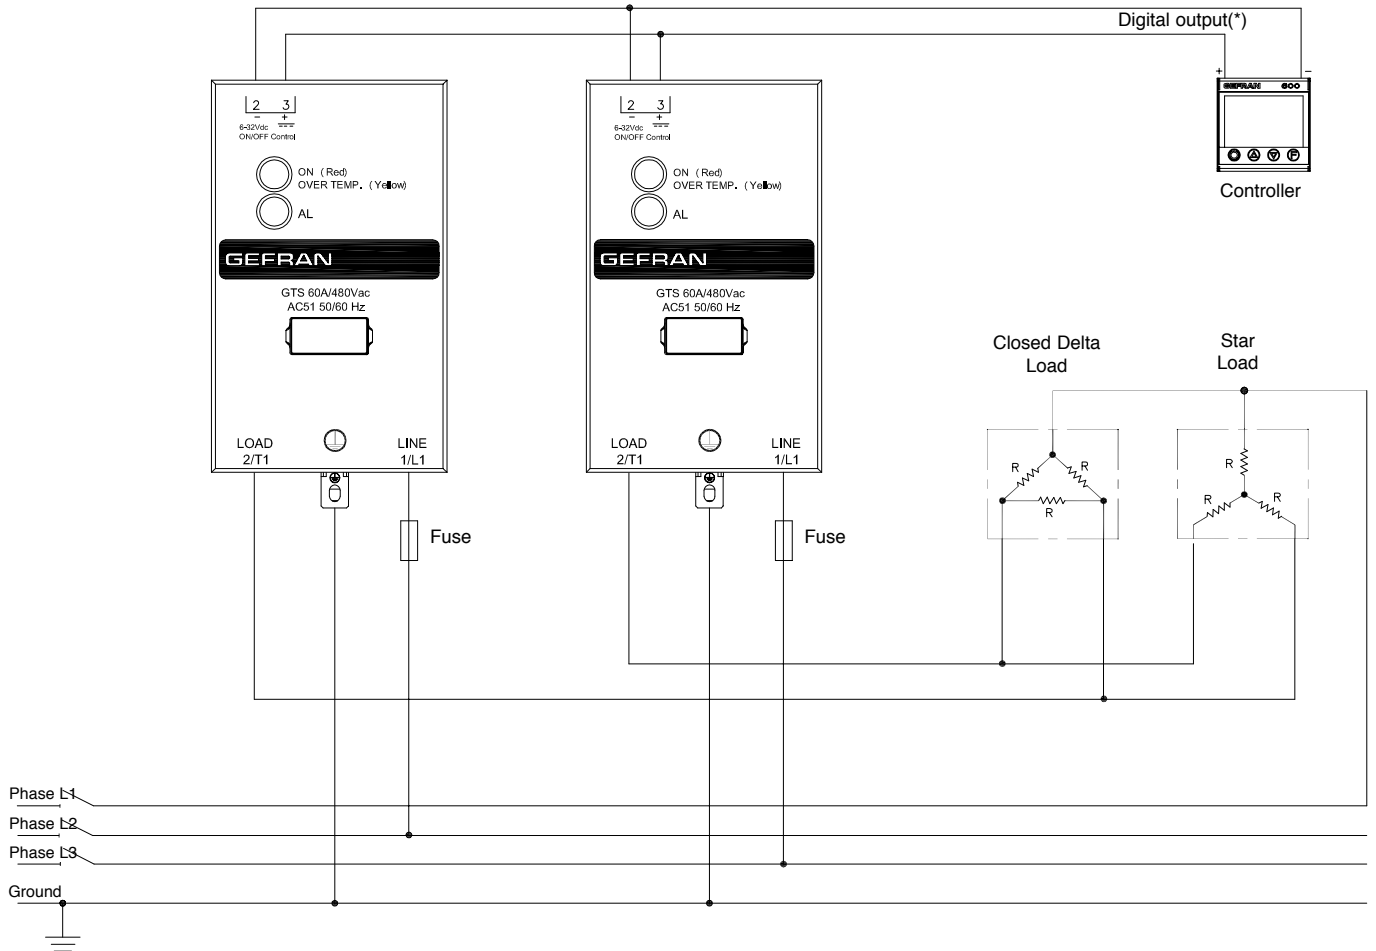 Digital output(*)
+ −
GEFRAN 600
F
Controller
2 3
− +
6-32Vdc
ON/OFF Control
ON (Red)
OVER TEMP. (Yellow)
AL
GEFRAN
GTS 60A/480Vac
AC51 50/60 Hz
LOAD
2/T1
LINE
1/L1
Fuse
2 3
− +
6-32Vdc
ON/OFF Control
ON (Red)
OVER TEMP. (Yellow)
AL
GEFRAN
GTS 60A/480Vac
AC51 50/60 Hz
LOAD
2/T1
LINE
1/L1
Fuse
Closed Delta
Load
R R
R
Star
Load
R
R R
Phase L1
Phase L2
Phase L3
Ground